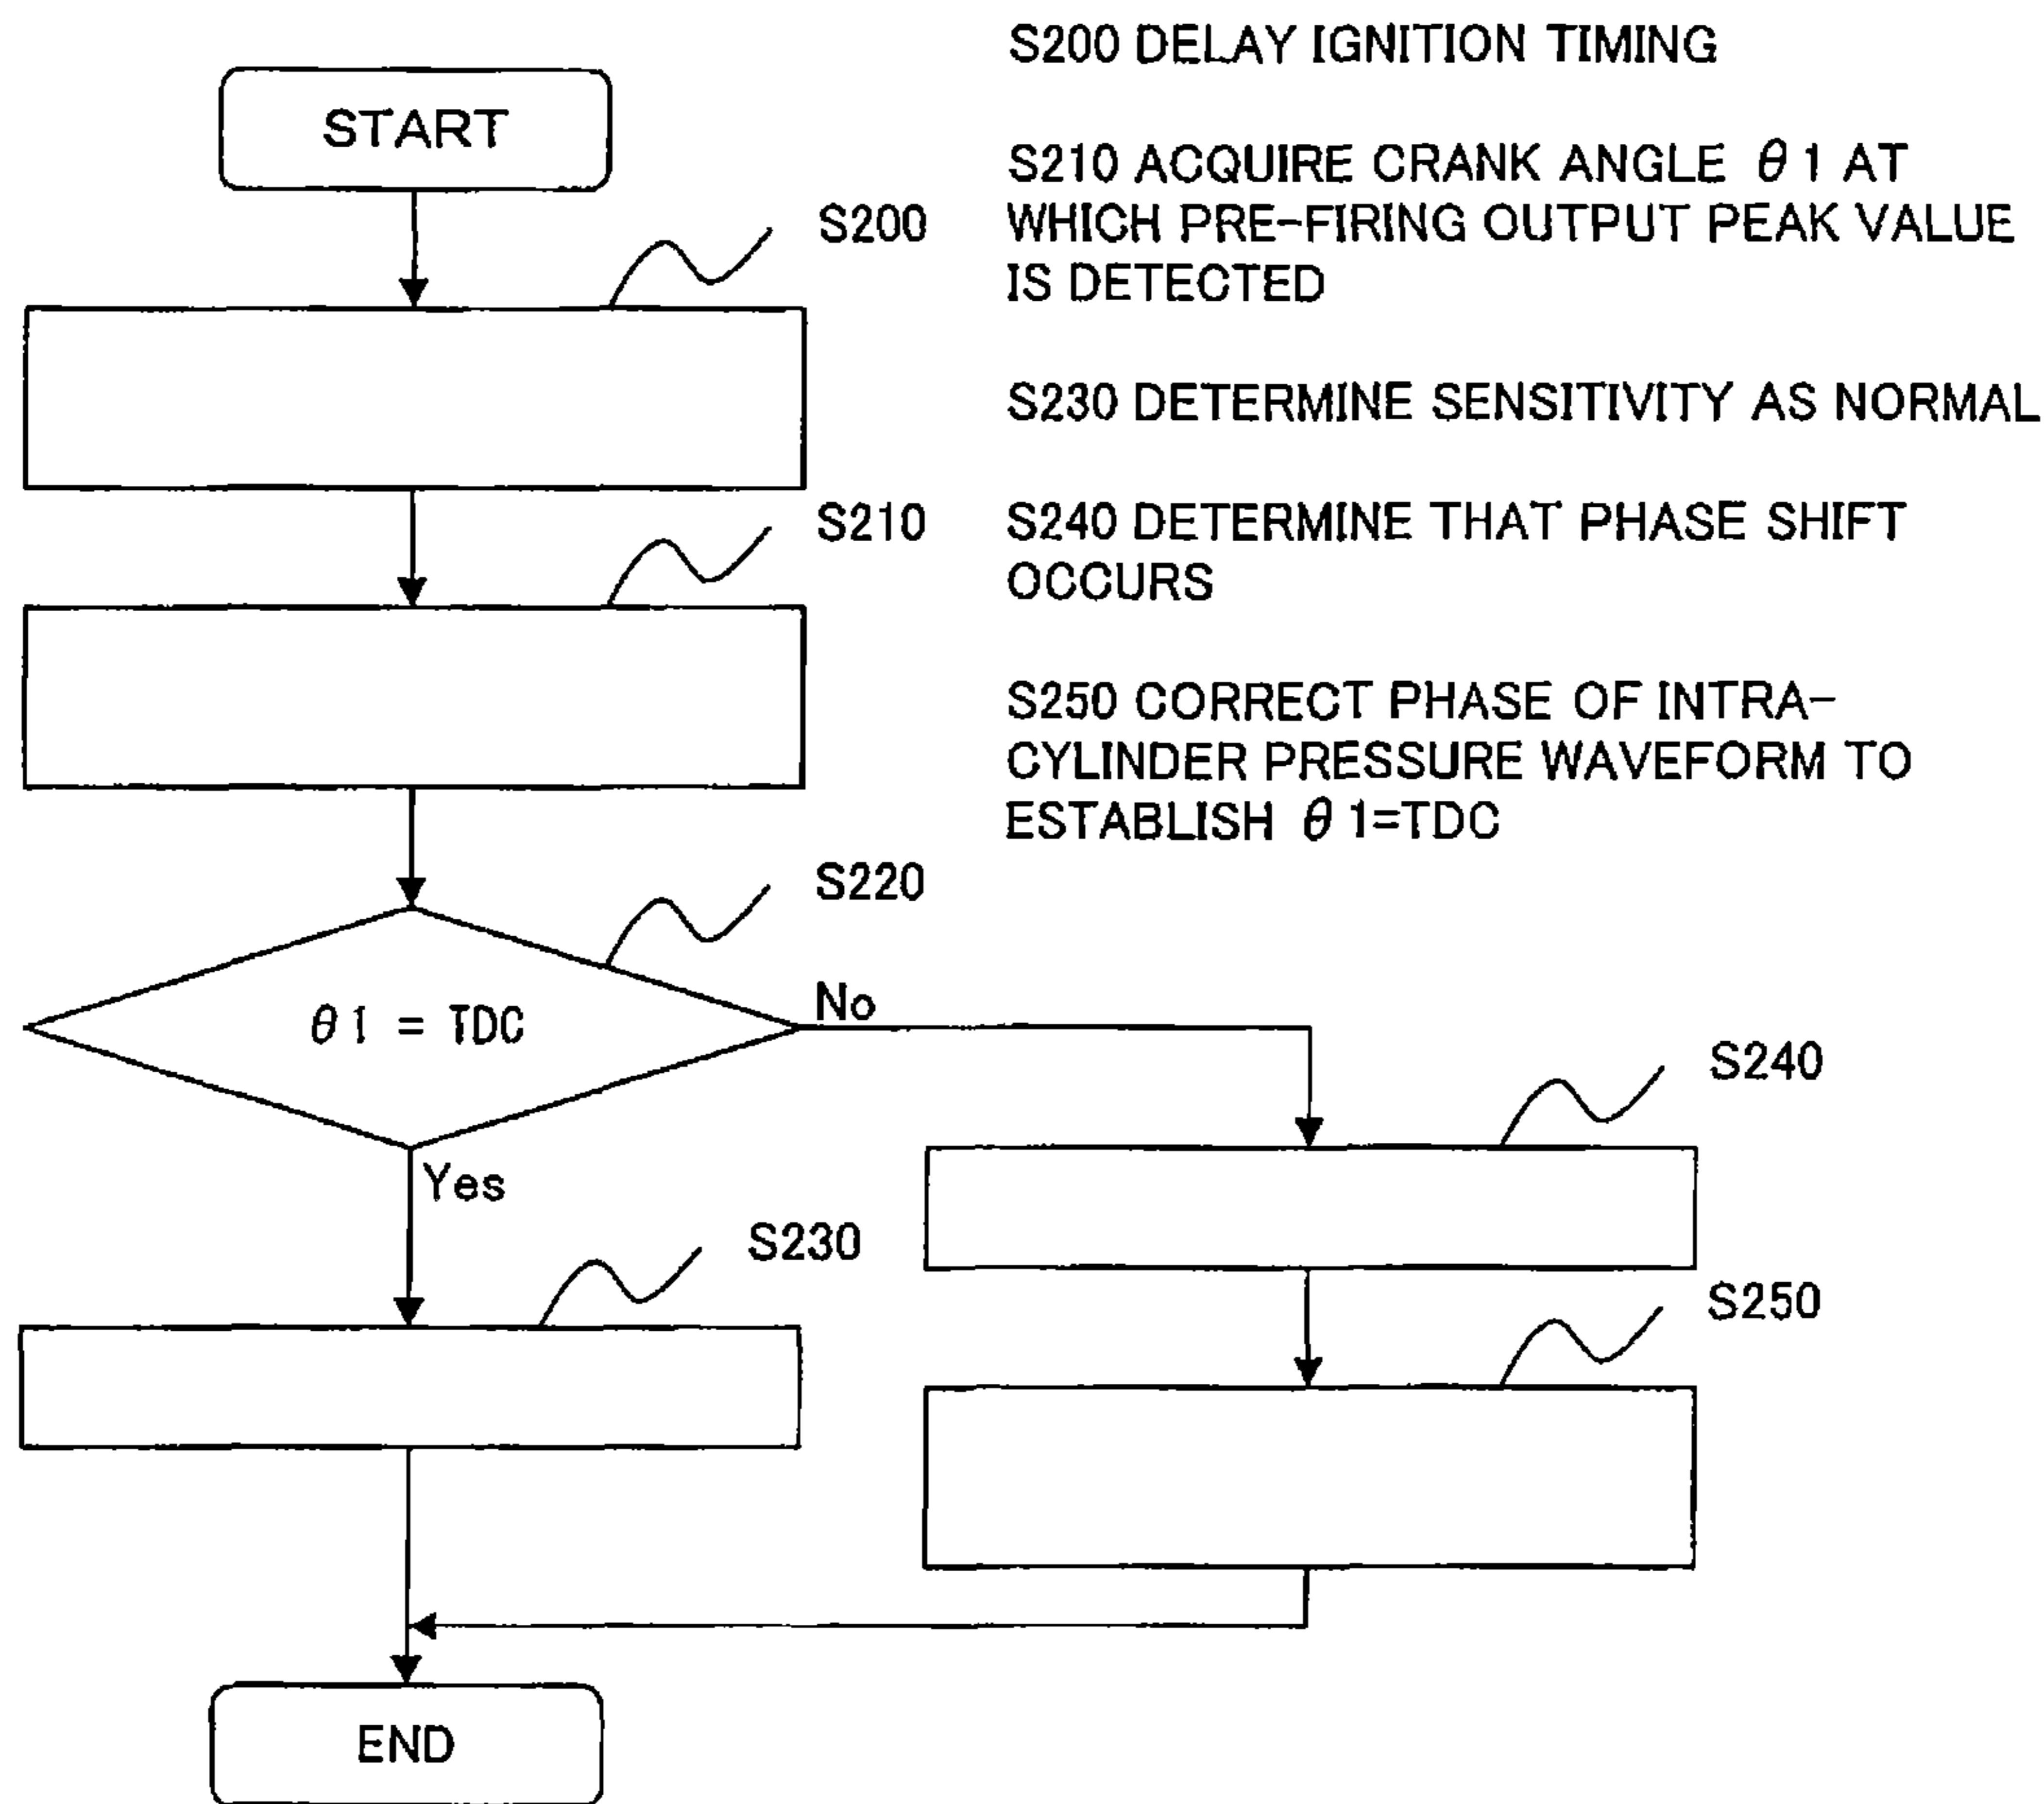 START
S200
S210
S220
θ1 = TDC
No
Yes
S230
S240
S250
END
S200 DELAY IGNITION TIMING
S210 ACQUIRE CRANK ANGLE θ1 AT
WHICH PRE-FIRING OUTPUT PEAK VALUE
IS DETECTED
S230 DETERMINE SENSITIVITY AS NORMAL
S240 DETERMINE THAT PHASE SHIFT
OCCURS
S250 CORRECT PHASE OF INTRA-
CYLINDER PRESSURE WAVEFORM TO
ESTABLISH θ1=TDC